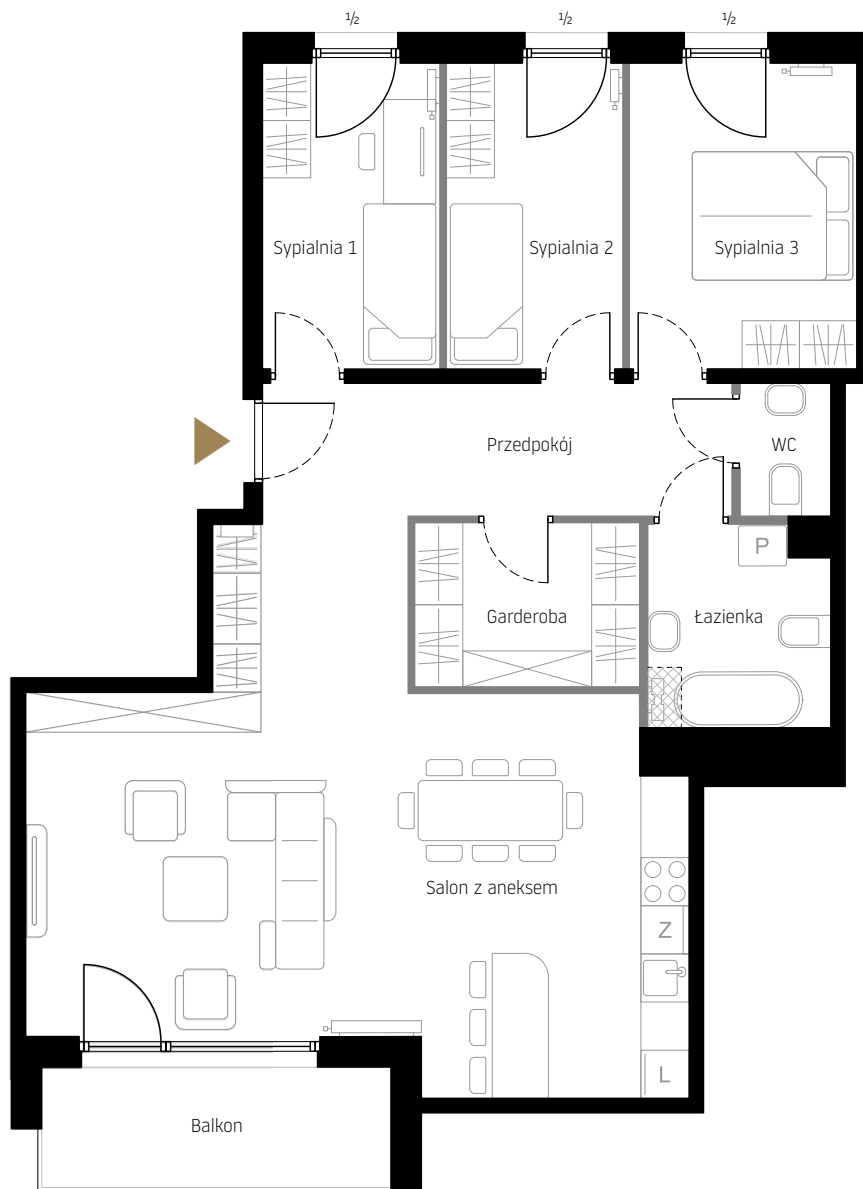 ½ ½ ½
Sypialnia 1 Sypialnia 2 Sypialnia 3
Przedpokój WC
P
Garderoba Łazienka
Salon z aneksem
Z
L
Balkon